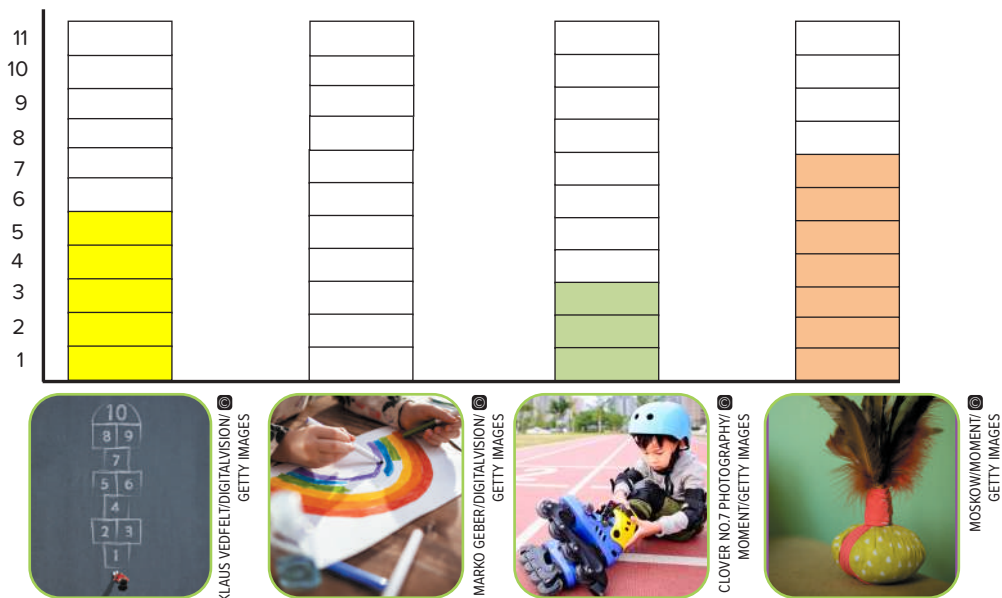 11
10
9
8
7
6
5
4
3
2
1
10
8 9
7
5 6
4
2 3
1
KLAUS VEDFELT/DIGITALVISION/ ©
GETTY IMAGES
MARKO GEBER/DIGITALVISION/ ©
GETTY IMAGES
CLOVER NO.7 PHOTOGRAPHY/ ©
MOMENT/GETTY IMAGES
MOSKOW/MOMENT/ ©
GETTY IMAGES